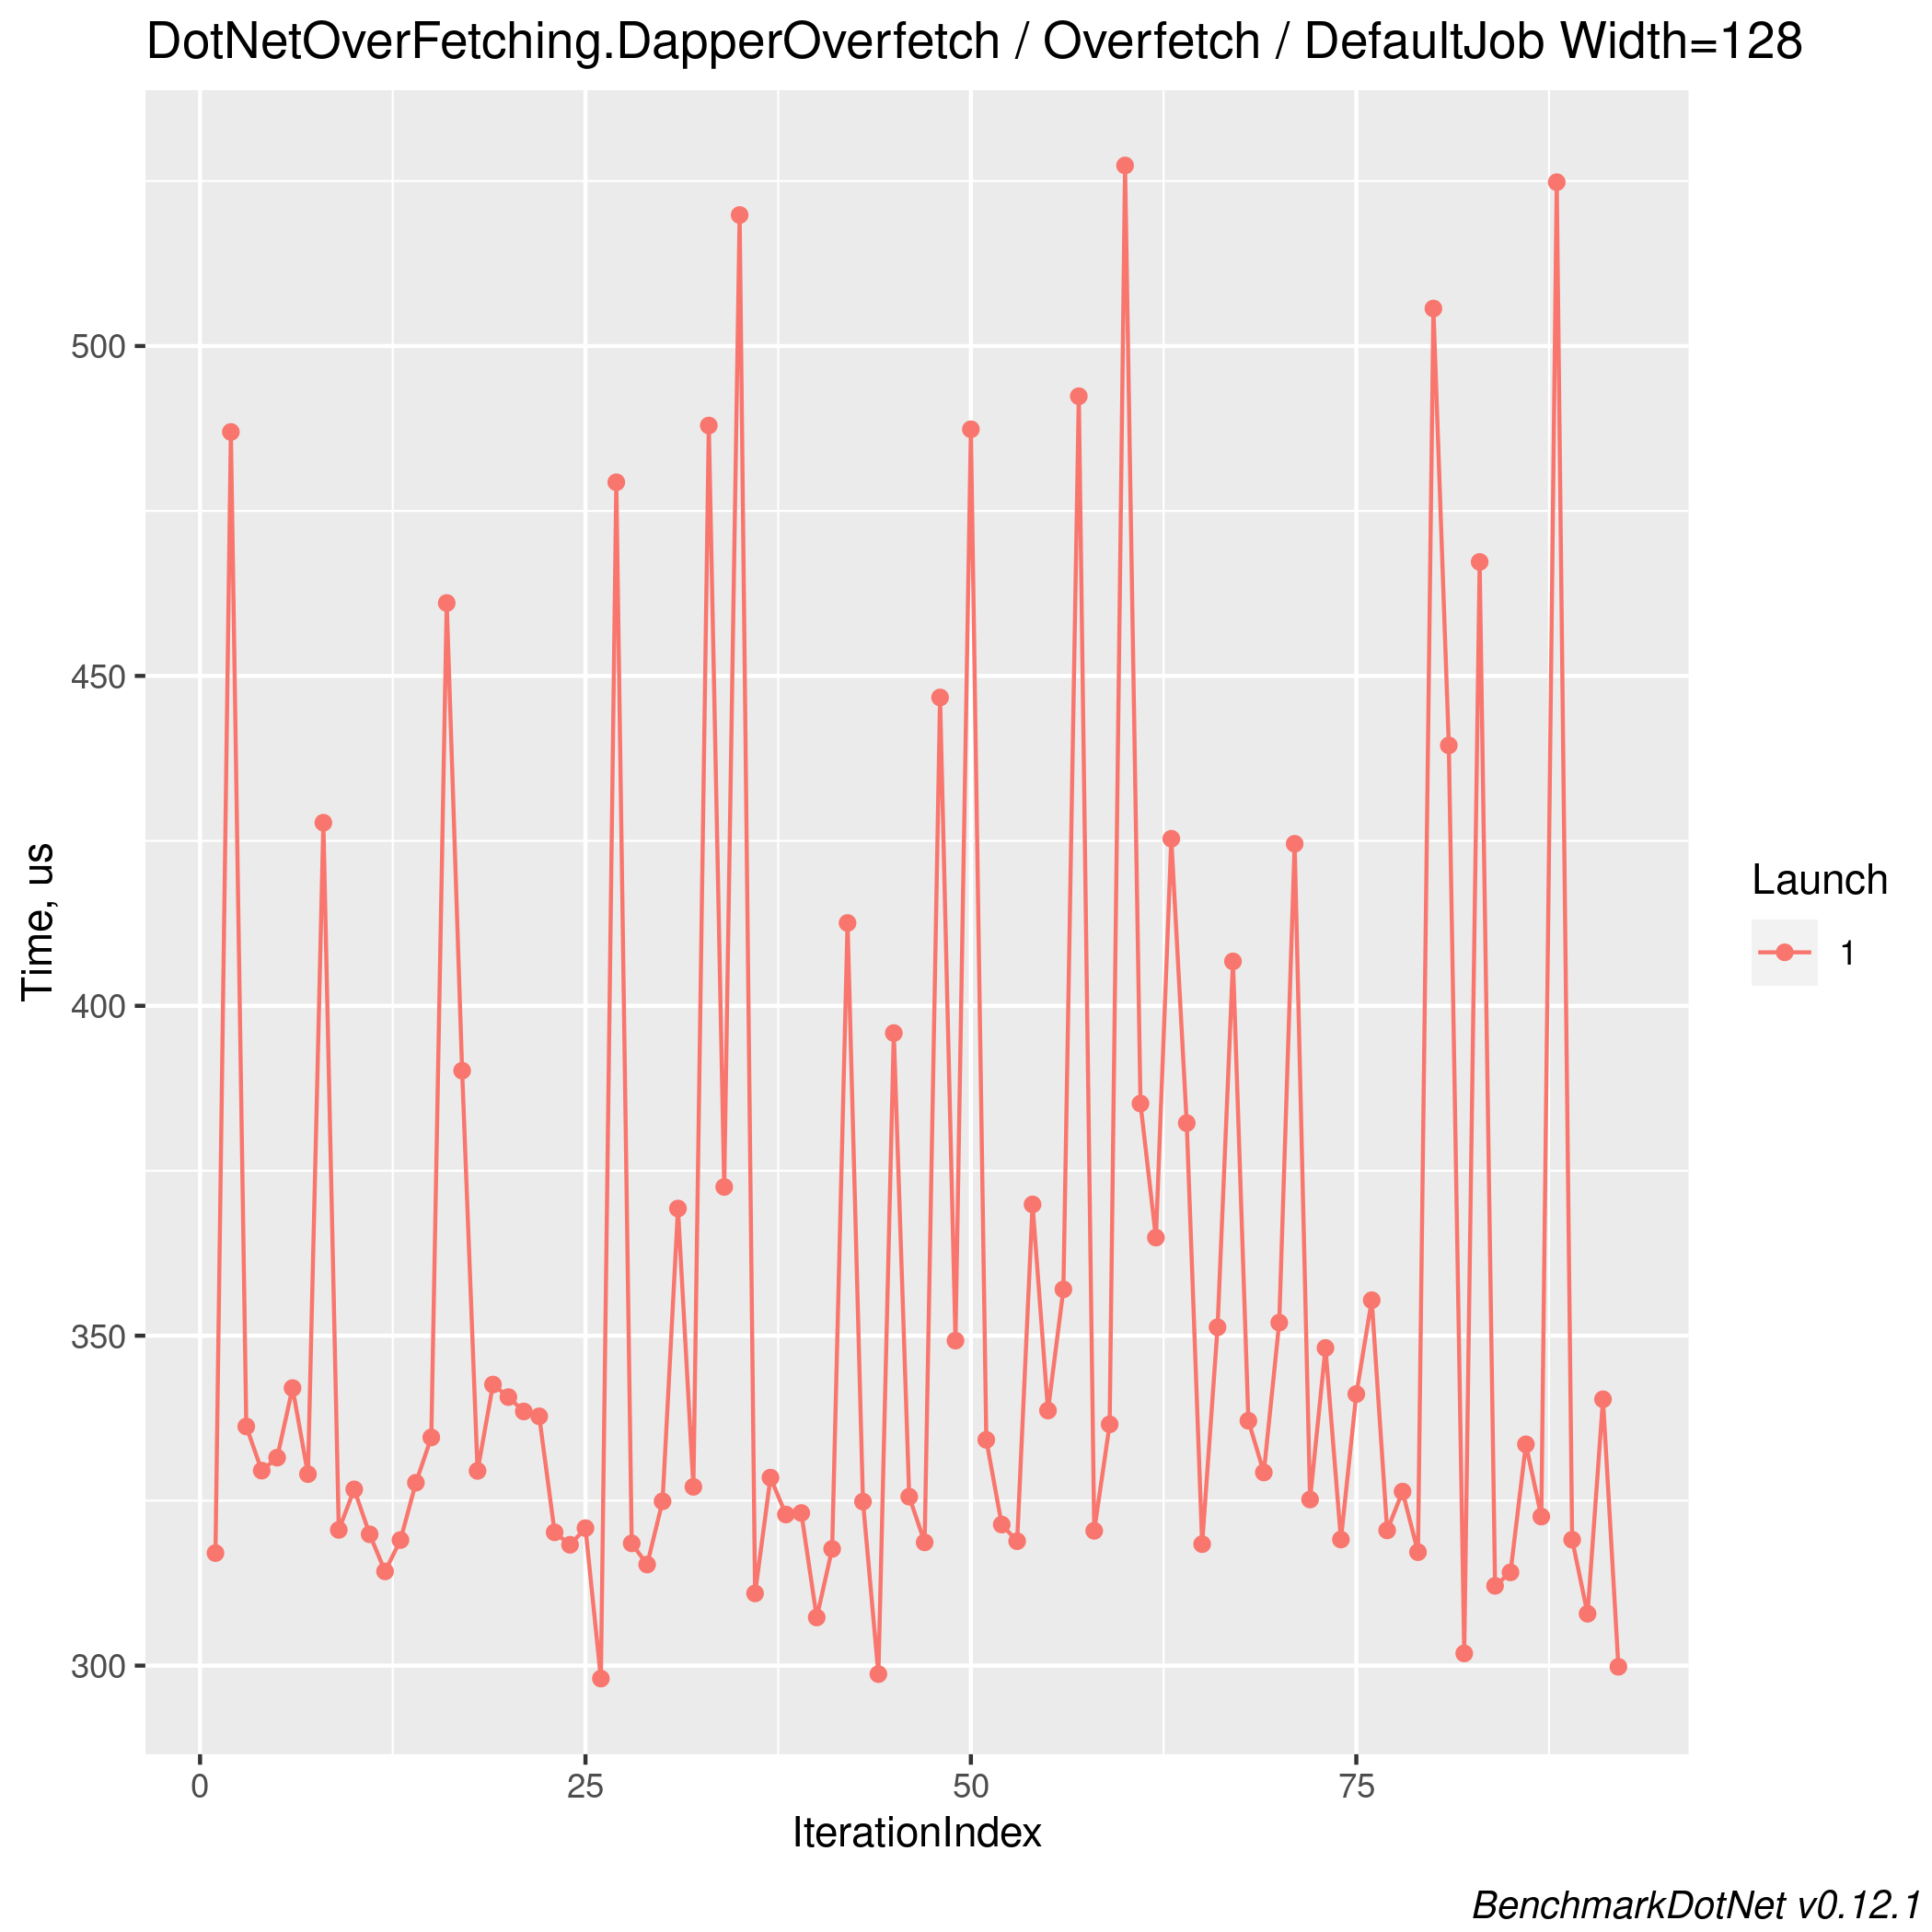 DotNetOverFetching.DapperOverfetch / Overfetch / DefaultJob Width=128
Time, us
500
450
400
350
300
0 25 50 75
IterationIndex
Launch
1
BenchmarkDotNet v0.12.1